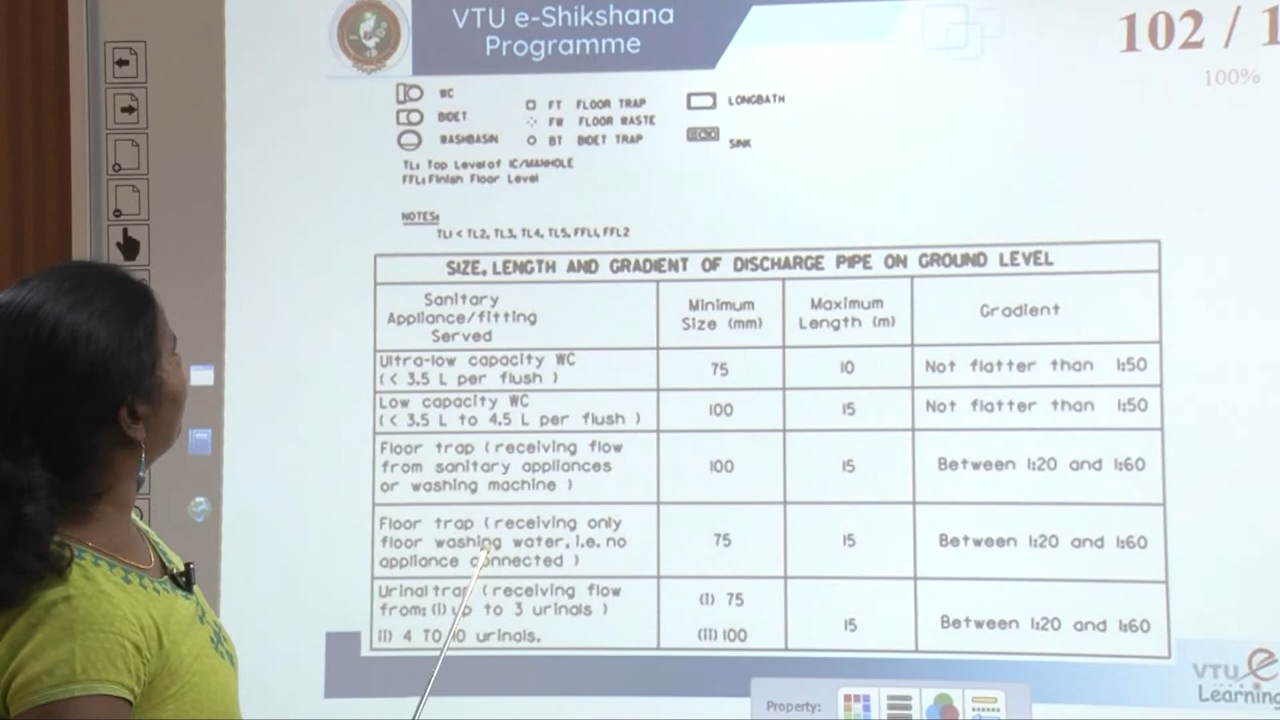 VTU e-Shikshana
Programme
102 / 1
100%
WC
BIDET
WASHBASIN
FT FLOOR TRAP
FW FLOOR WASTE
BT BIDET TRAP
LONGBATH
SINK
TL: Top Level of IC/MANHOLE
FFL: Finish Floor Level
NOTES:
TL1 < TL2, TL3, TL4, TL5, FFL1, FFL2
SIZE, LENGTH AND GRADIENT OF DISCHARGE PIPE ON GROUND LEVEL
Sanitary
Appliance/fitting
Served
Minimum
Size (mm)
Maximum
Length (m)
Gradient
Ultra-low capacity WC
(< 3.5 L per flush )
75
10
Not flatter than 1:50
Low capacity WC
(< 3.5 L to 4.5 L per flush )
100
15
Not flatter than 1:50
Floor trap (receiving flow
from sanitary appliances
or washing machine )
100
15
Between 1:20 and 1:60
Floor trap (receiving only
floor washing water, i.e. no
appliance connected )
75
15
Between 1:20 and 1:60
Urinal trap (receiving flow
from: (I) up to 3 urinals )
II) 4 TO 10 urinals.
(I) 75
(II) 100
15
Between 1:20 and 1:60
VTU e
Learning
Property: